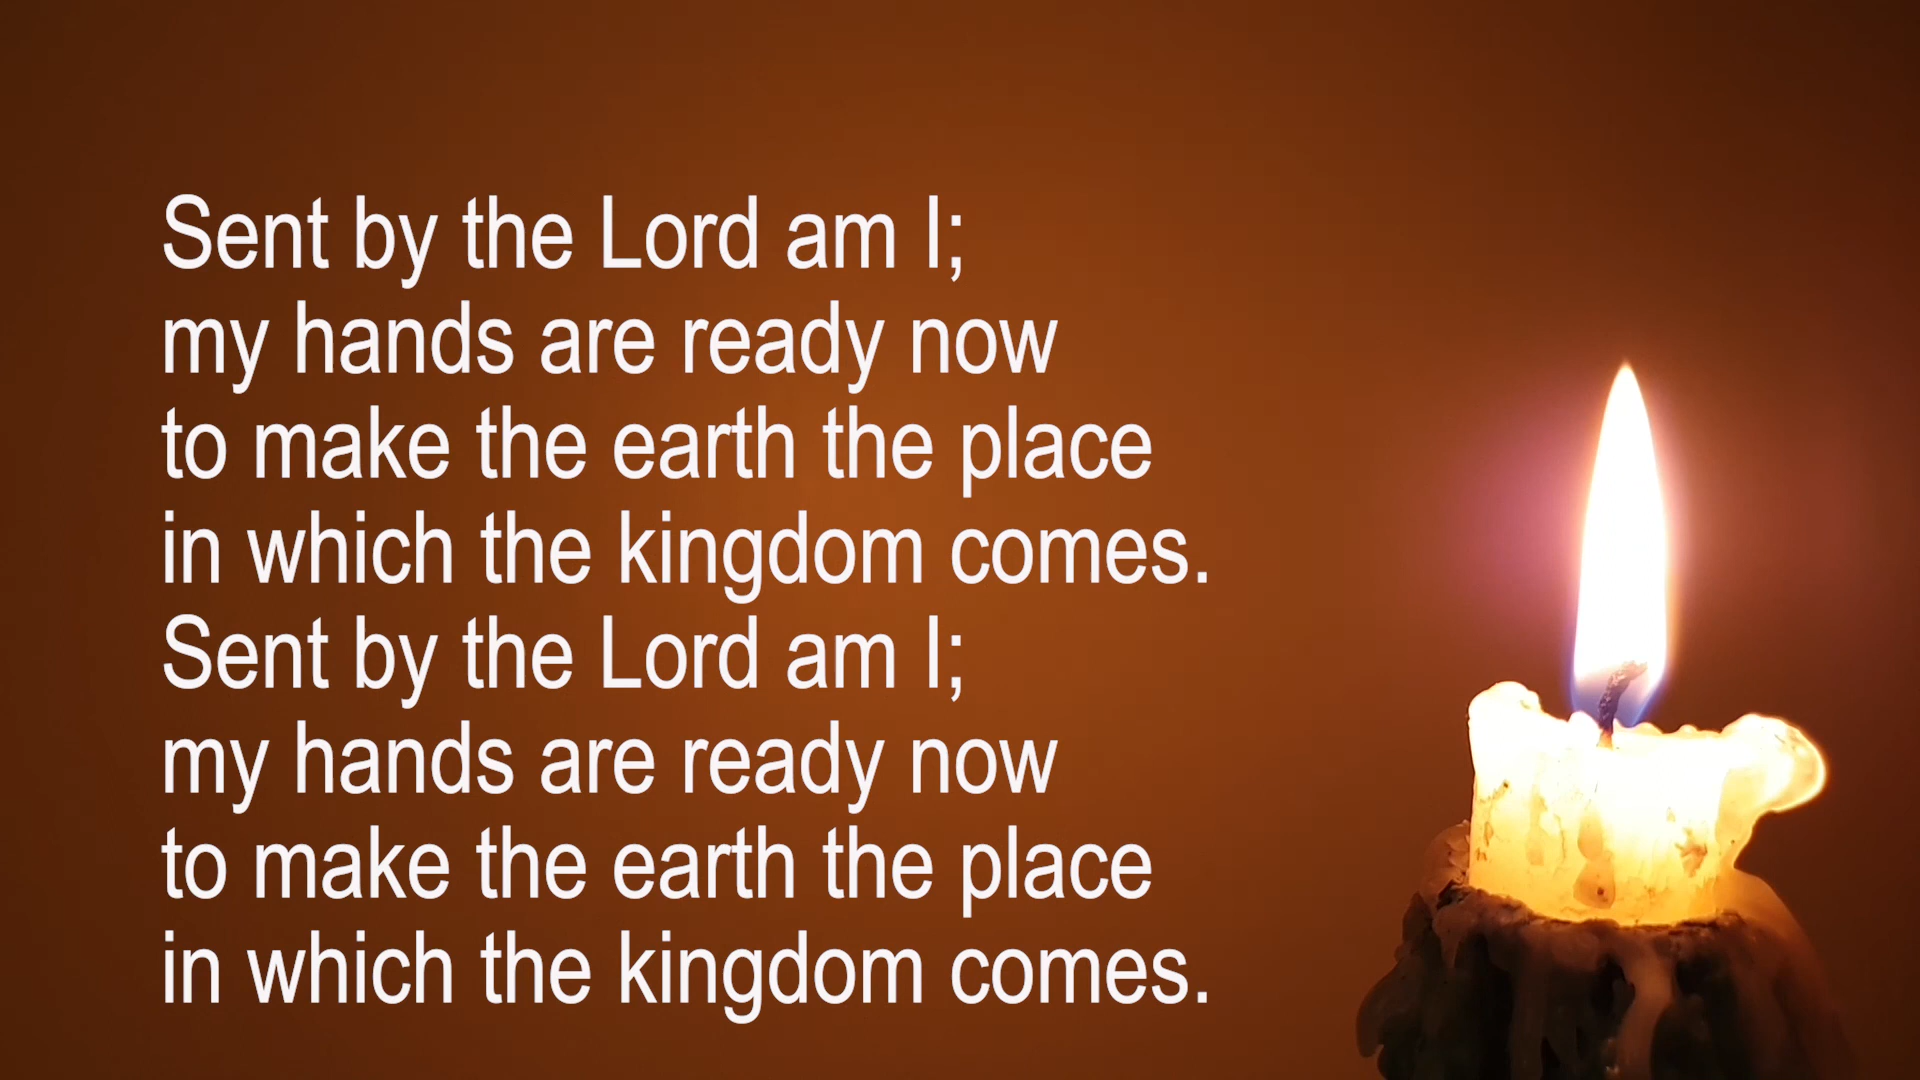 Sent by the Lord am I;
my hands are ready now
to make the earth the place
in which the kingdom comes.
Sent by the Lord am I;
my hands are ready now
to make the earth the place
in which the kingdom comes.